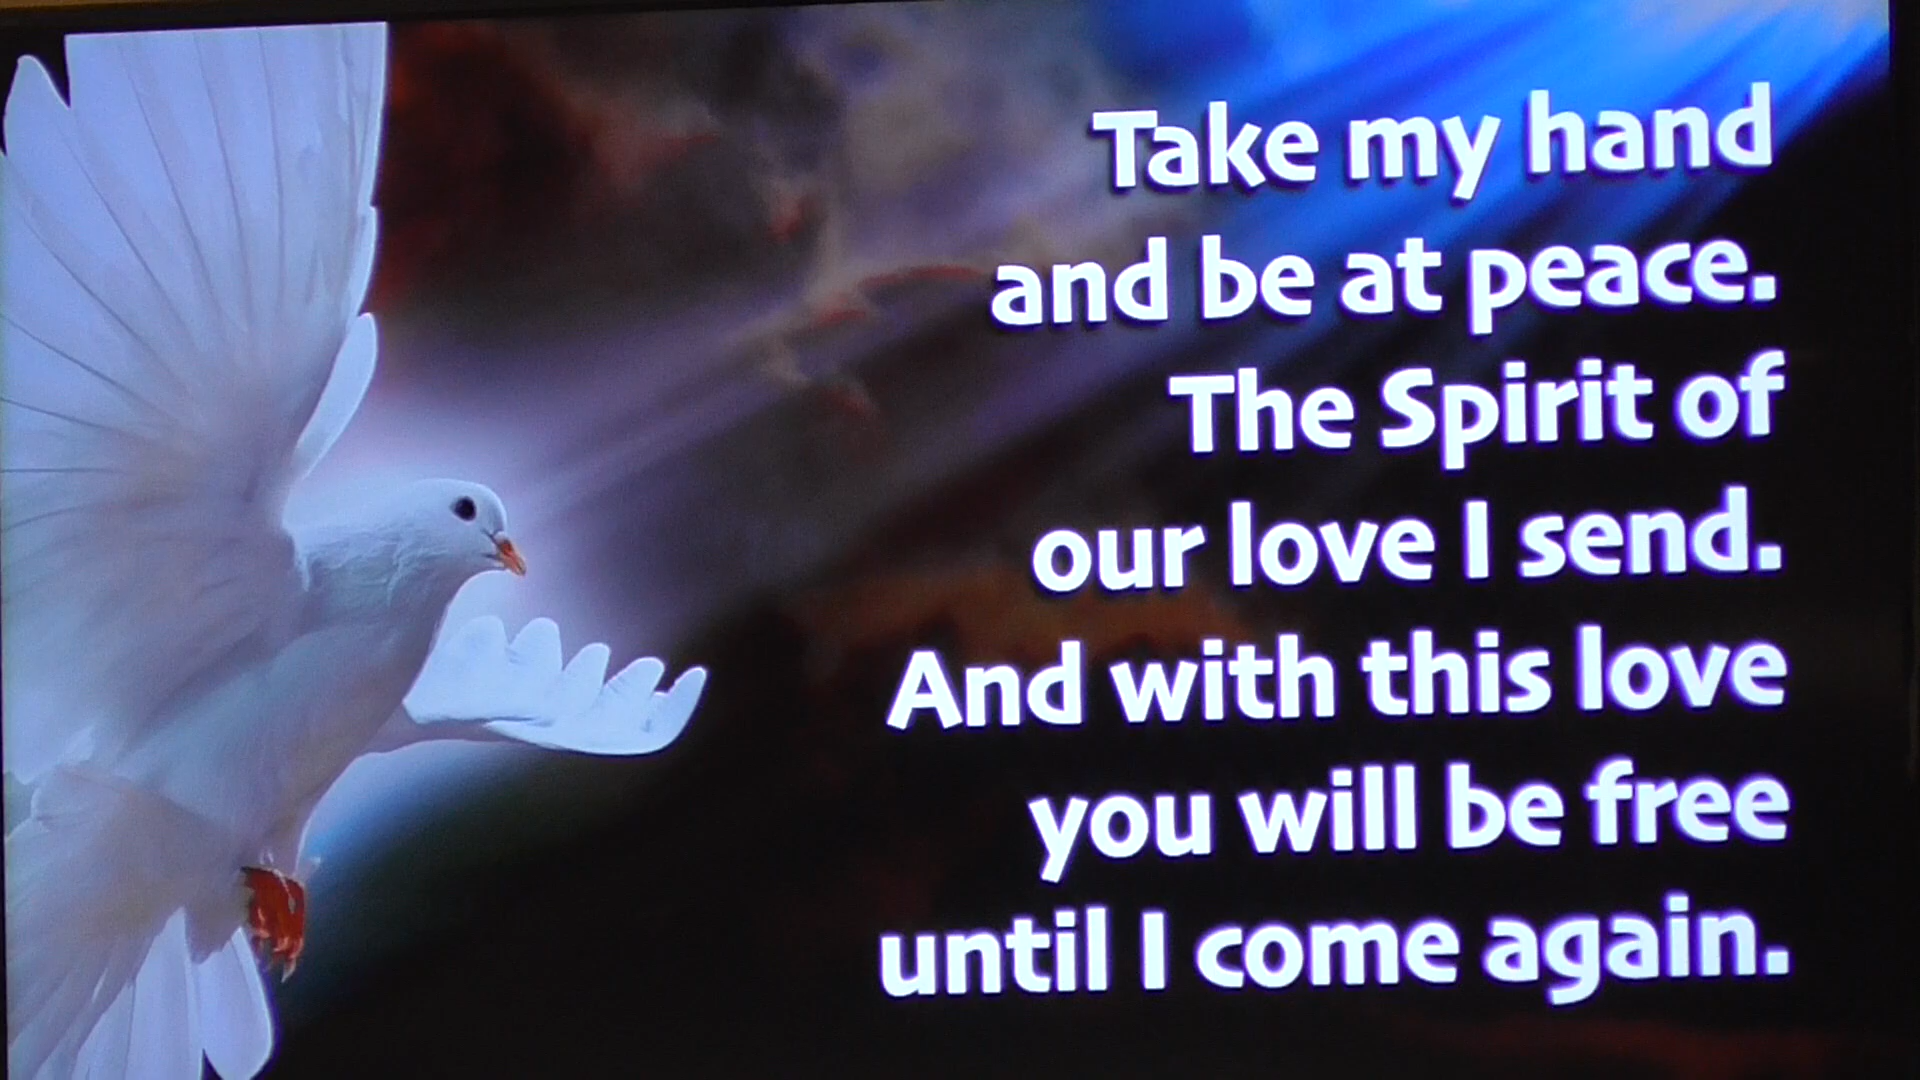 Take my hand
and be at peace.
The Spirit of
our love I send.
And with this love
you will be free
until I come again.